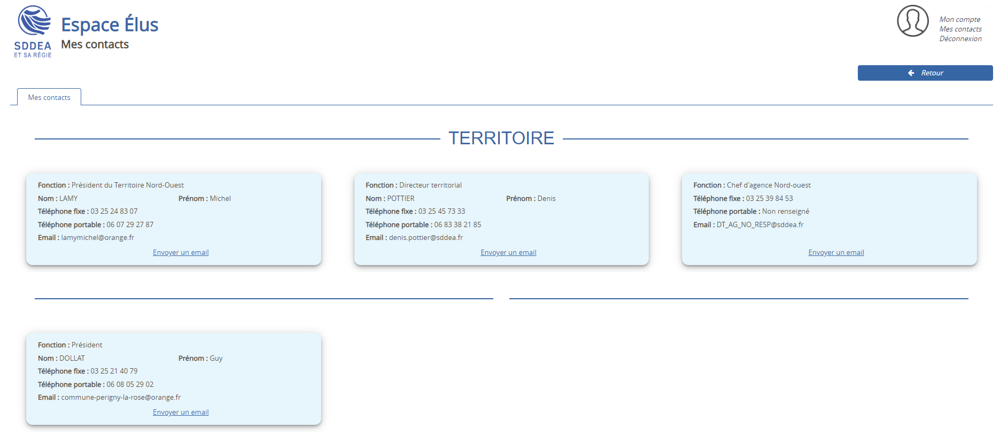 SDDEA
ET SA RÉGIE
Espace Élus
Mes contacts
Mon compte
Mes contacts
Déconnexion
Retour
Mes contacts
TERRITOIRE
Fonction : Président du Territoire Nord-Ouest
Nom : LAMY Prénom : Michel
Téléphone fixe : 03 25 24 83 07
Téléphone portable : 06 07 29 27 87
Email : lamymichel@orange.fr
Envoyer un email
Fonction : Directeur territorial
Nom : POTTIER Prénom : Denis
Téléphone fixe : 03 25 45 73 33
Téléphone portable : 06 83 38 21 85
Email : denis.pottier@sddea.fr
Envoyer un email
Fonction : Chef d'agence Nord-ouest
Téléphone fixe : 03 25 39 84 53
Téléphone portable : Non renseigné
Email : DT_AG_NO_RESP@sddea.fr
Envoyer un email
Fonction : Président
Nom : DOLLAT Prénom : Guy
Téléphone fixe : 03 25 21 40 79
Téléphone portable : 06 08 05 29 02
Email : commune-perigny-la-rose@orange.fr
Envoyer un email